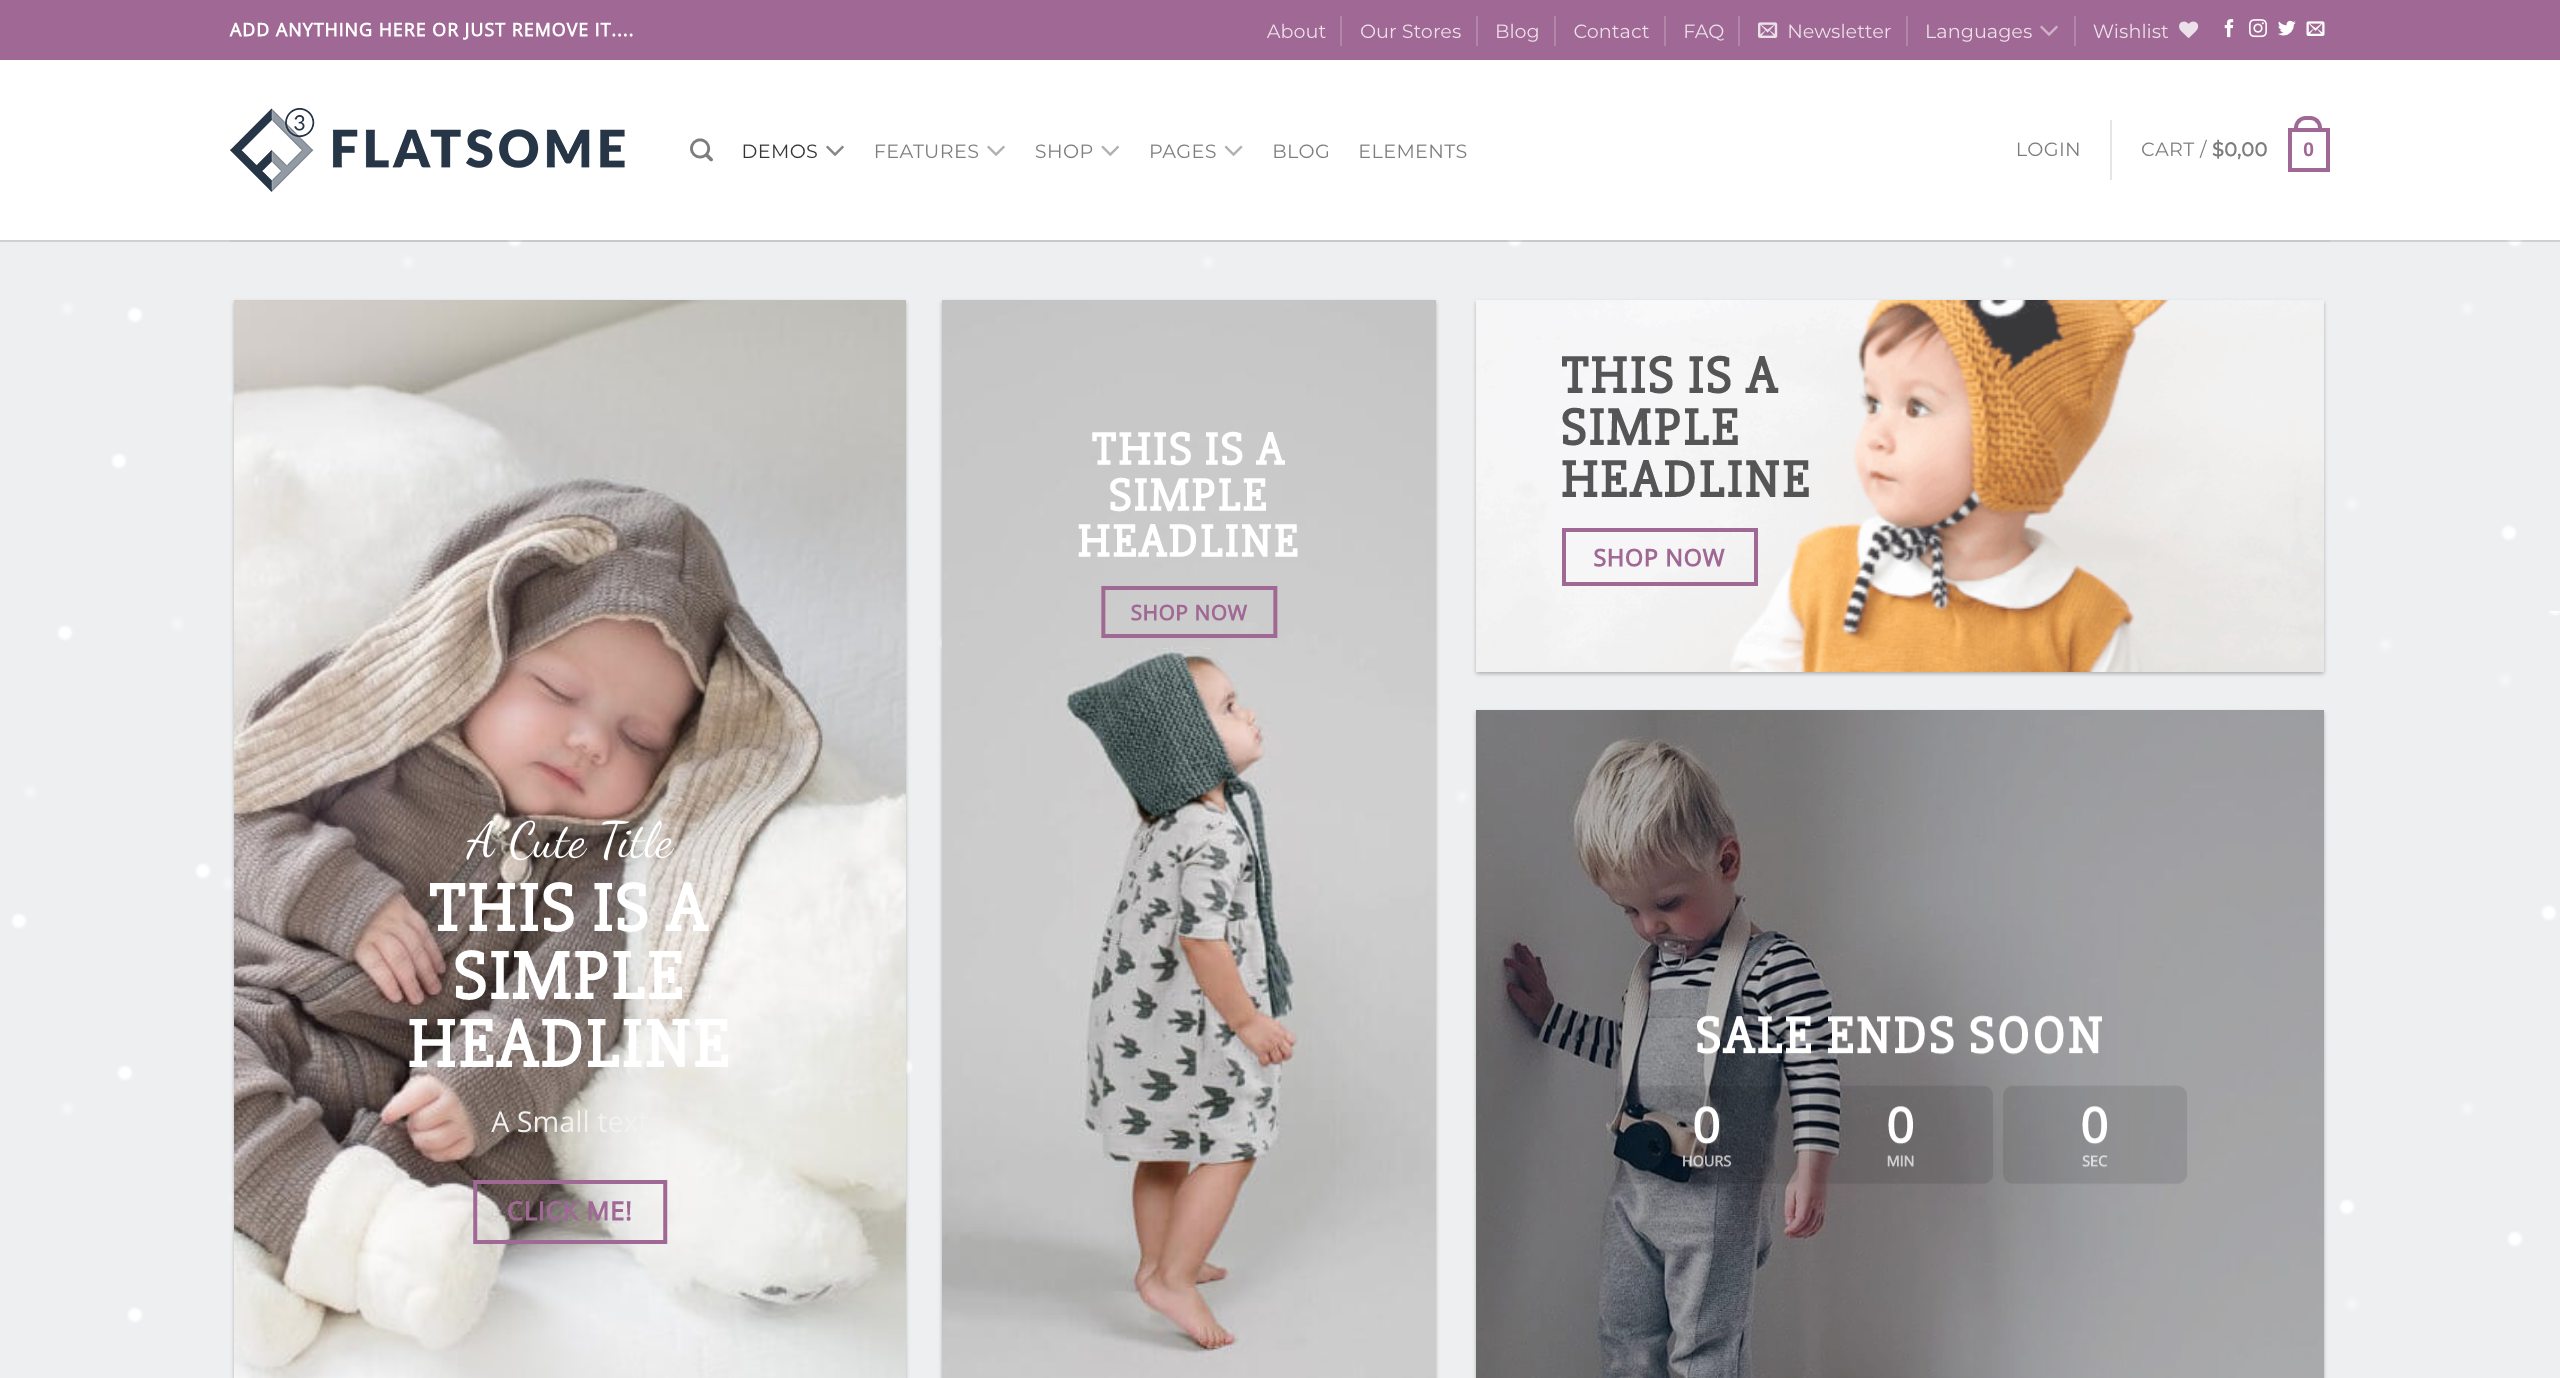 ADD ANYTHING HERE OR JUST REMOVE IT....
About
Our Stores
Blog
Contact
FAQ
Newsletter
Languages
Wishlist
3
FLATSOME
DEMOS
FEATURES
SHOP
PAGES
BLOG
ELEMENTS
LOGIN
CART / $0,00
0
A Cute Title
THIS IS A
SIMPLE
HEADLINE
A Small text
CLICK ME!
THIS IS A
SIMPLE
HEADLINE
SHOP NOW
THIS IS A
SIMPLE
HEADLINE
SHOP NOW
SALE ENDS SOON
0 0 0
HOURS MIN SEC